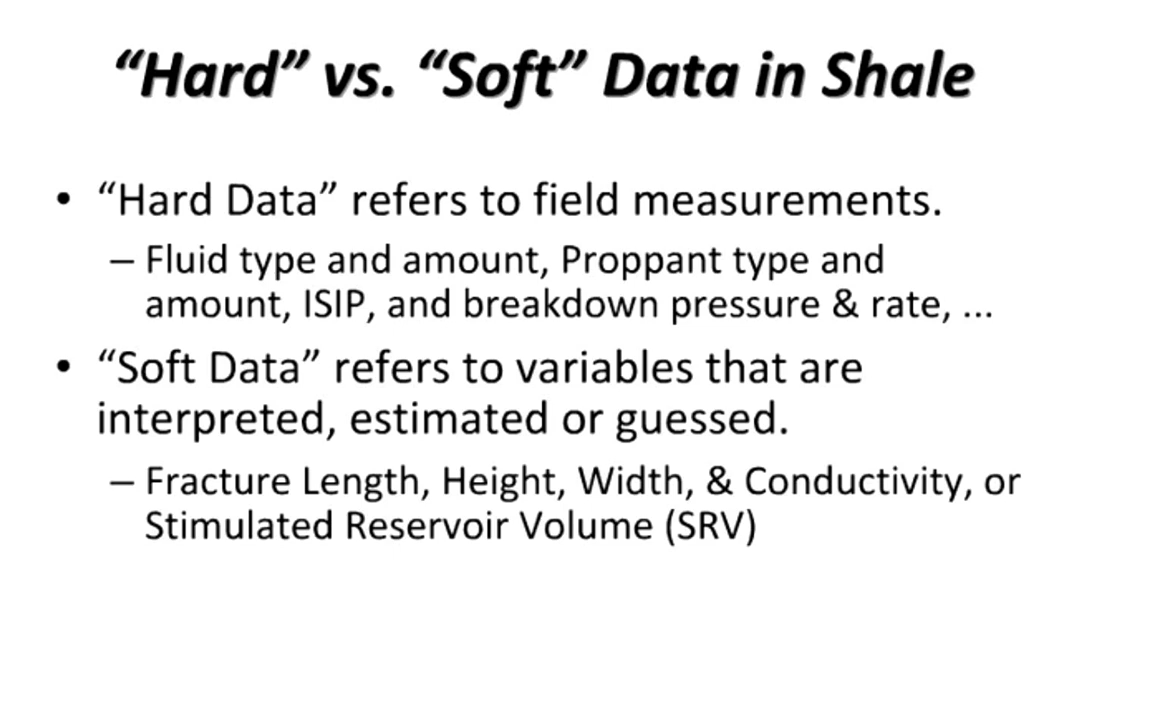 “Hard” vs. “Soft” Data in Shale
• “Hard Data” refers to field measurements.
– Fluid type and amount, Proppant type and
amount, ISIP, and breakdown pressure & rate, ...
• “Soft Data” refers to variables that are
interpreted, estimated or guessed.
– Fracture Length, Height, Width, & Conductivity, or
Stimulated Reservoir Volume (SRV)